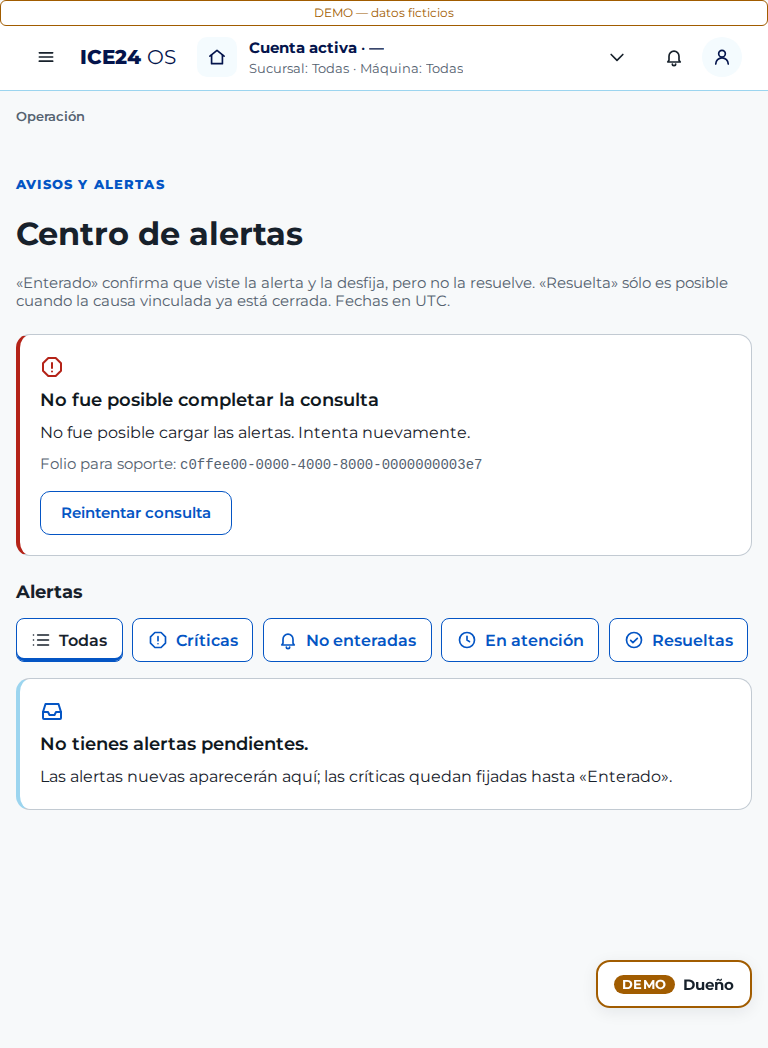 DEMO — datos ficticios
ICE24 OS
Cuenta activa · —
Sucursal: Todas · Máquina: Todas
Operación
AVISOS Y ALERTAS
Centro de alertas
«Enterado» confirma que viste la alerta y la desfija, pero no la resuelve. «Resuelta» sólo es posible
cuando la causa vinculada ya está cerrada. Fechas en UTC.
No fue posible completar la consulta
No fue posible cargar las alertas. Intenta nuevamente.
Folio para soporte: c0ffee00-0000-4000-8000-0000000003e7
Reintentar consulta
Alertas
Todas Críticas No enteradas En atención Resueltas
No tienes alertas pendientes.
Las alertas nuevas aparecerán aquí; las críticas quedan fijadas hasta «Enterado».
DEMO Dueño